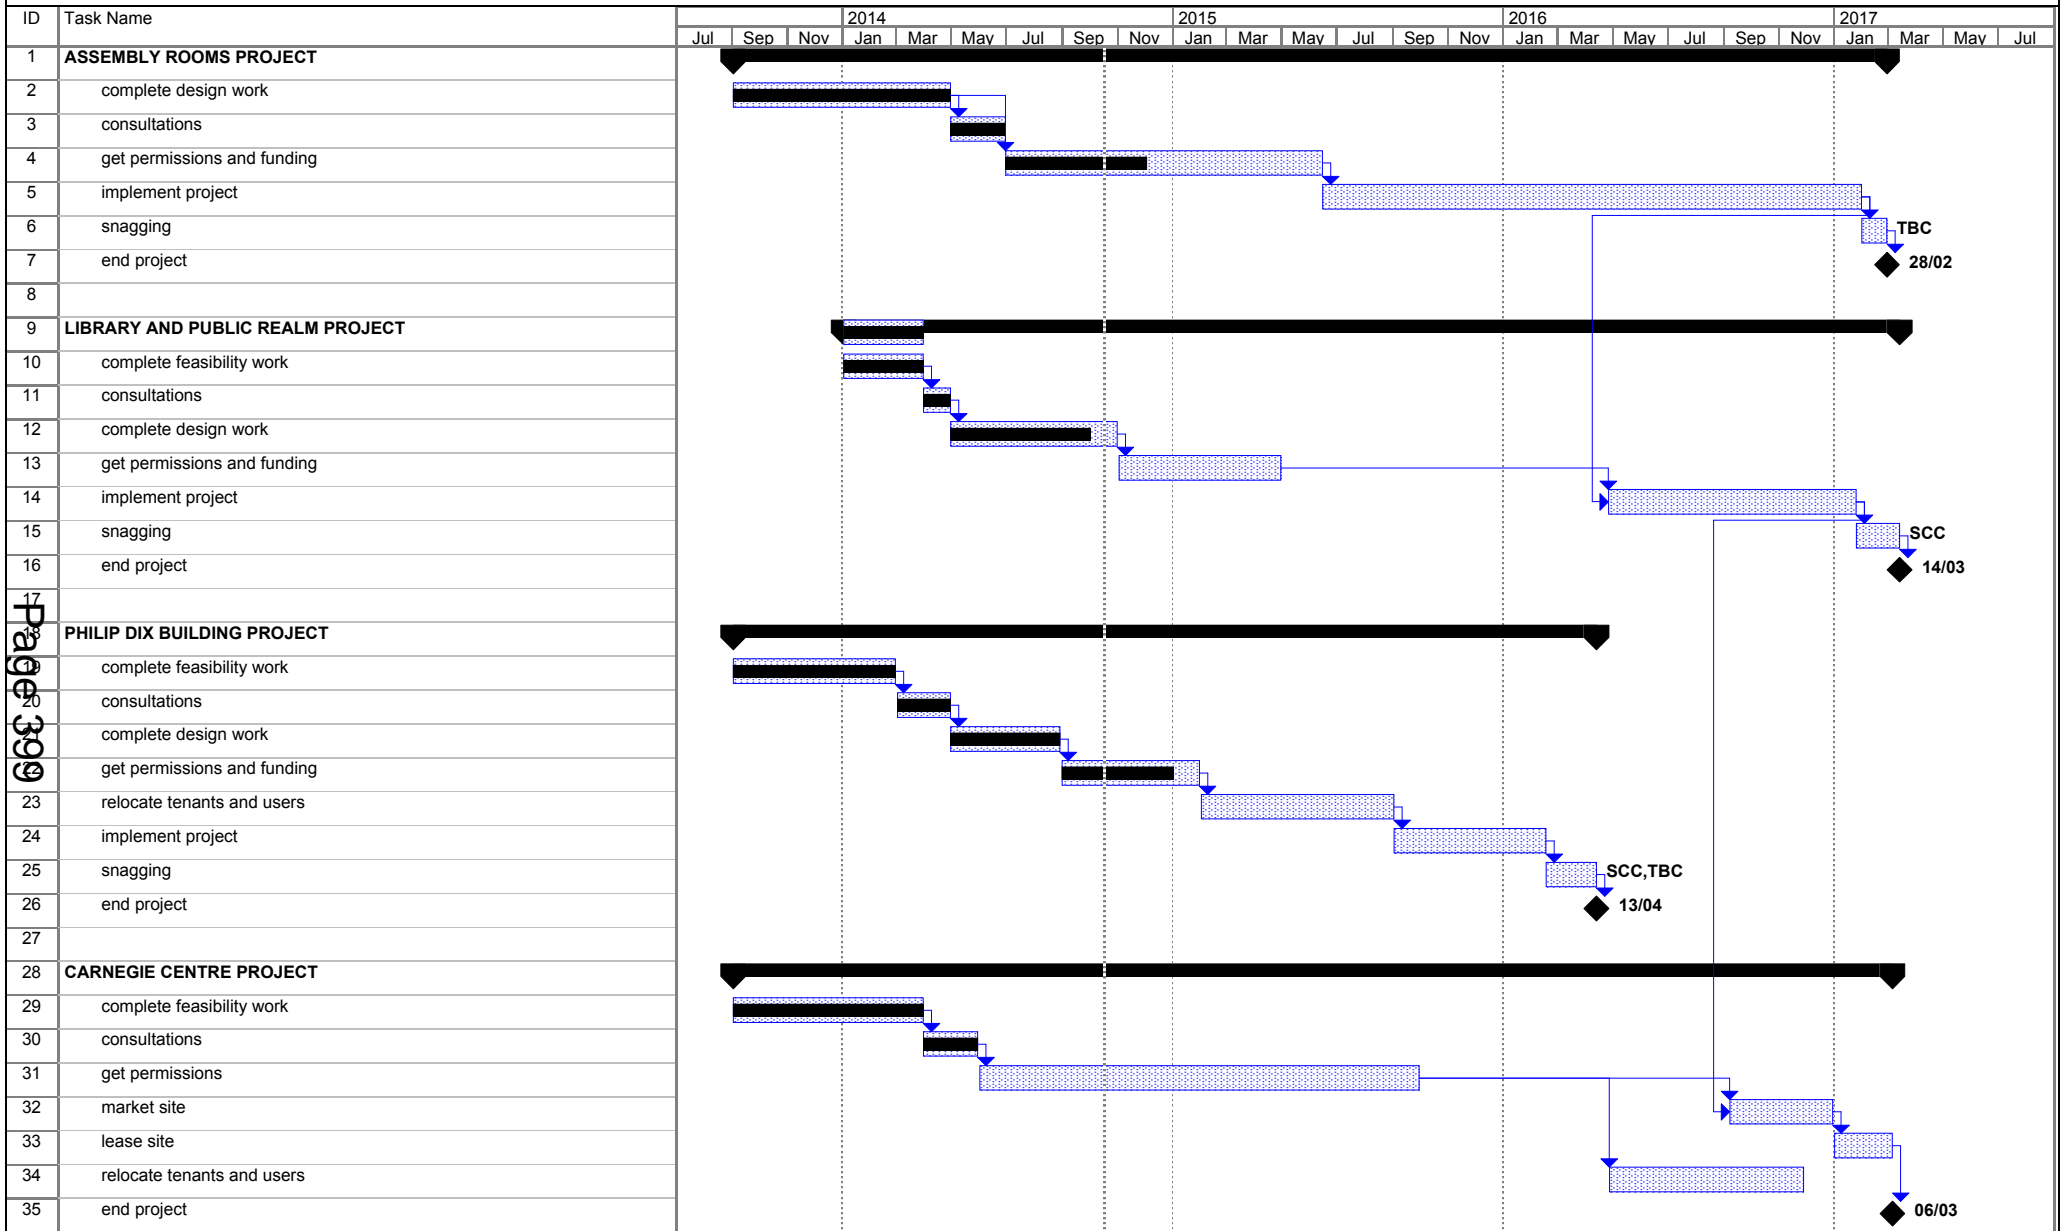 ID Task Name 2014 2015 2016 2017
Jul Sep Nov Jan Mar May Jul Sep Nov Jan Mar May Jul Sep Nov Jan Mar May Jul Sep Nov Jan Mar May Jul
1 ASSEMBLY ROOMS PROJECT
2 complete design work
3 consultations
4 get permissions and funding
5 implement project
6 snagging TBC
7 end project 28/02
8
9 LIBRARY AND PUBLIC REALM PROJECT
10 complete feasibility work
11 consultations
12 complete design work
13 get permissions and funding
14 implement project
15 snagging SCC
16 end project 14/03
17
18 PHILIP DIX BUILDING PROJECT
19 complete feasibility work
20 consultations
21 complete design work
22 get permissions and funding
23 relocate tenants and users
24 implement project
25 snagging SCC,TBC
26 end project 13/04
27
28 CARNEGIE CENTRE PROJECT
29 complete feasibility work
30 consultations
31 get permissions
32 market site
33 lease site
34 relocate tenants and users
35 end project 06/03
Page 399